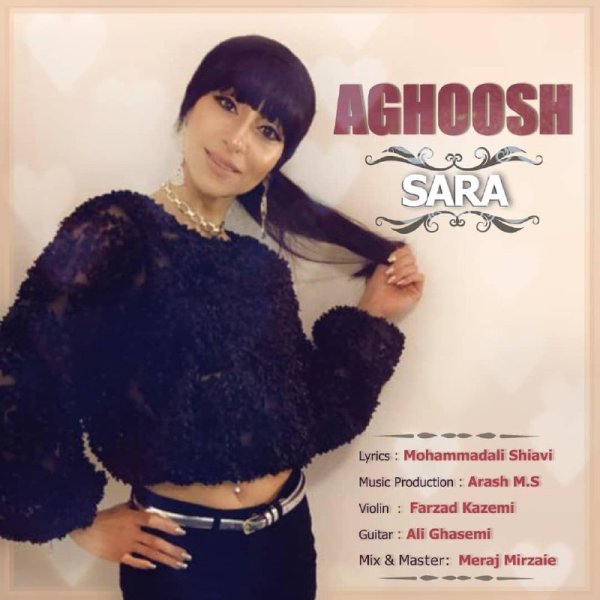 AGHOOSH
SARA
Lyrics : Mohammadali Shiavi
Music Production : Arash M.S
Violin : Farzad Kazemi
Guitar : Ali Ghasemi
Mix & Master: Meraj Mirzaie